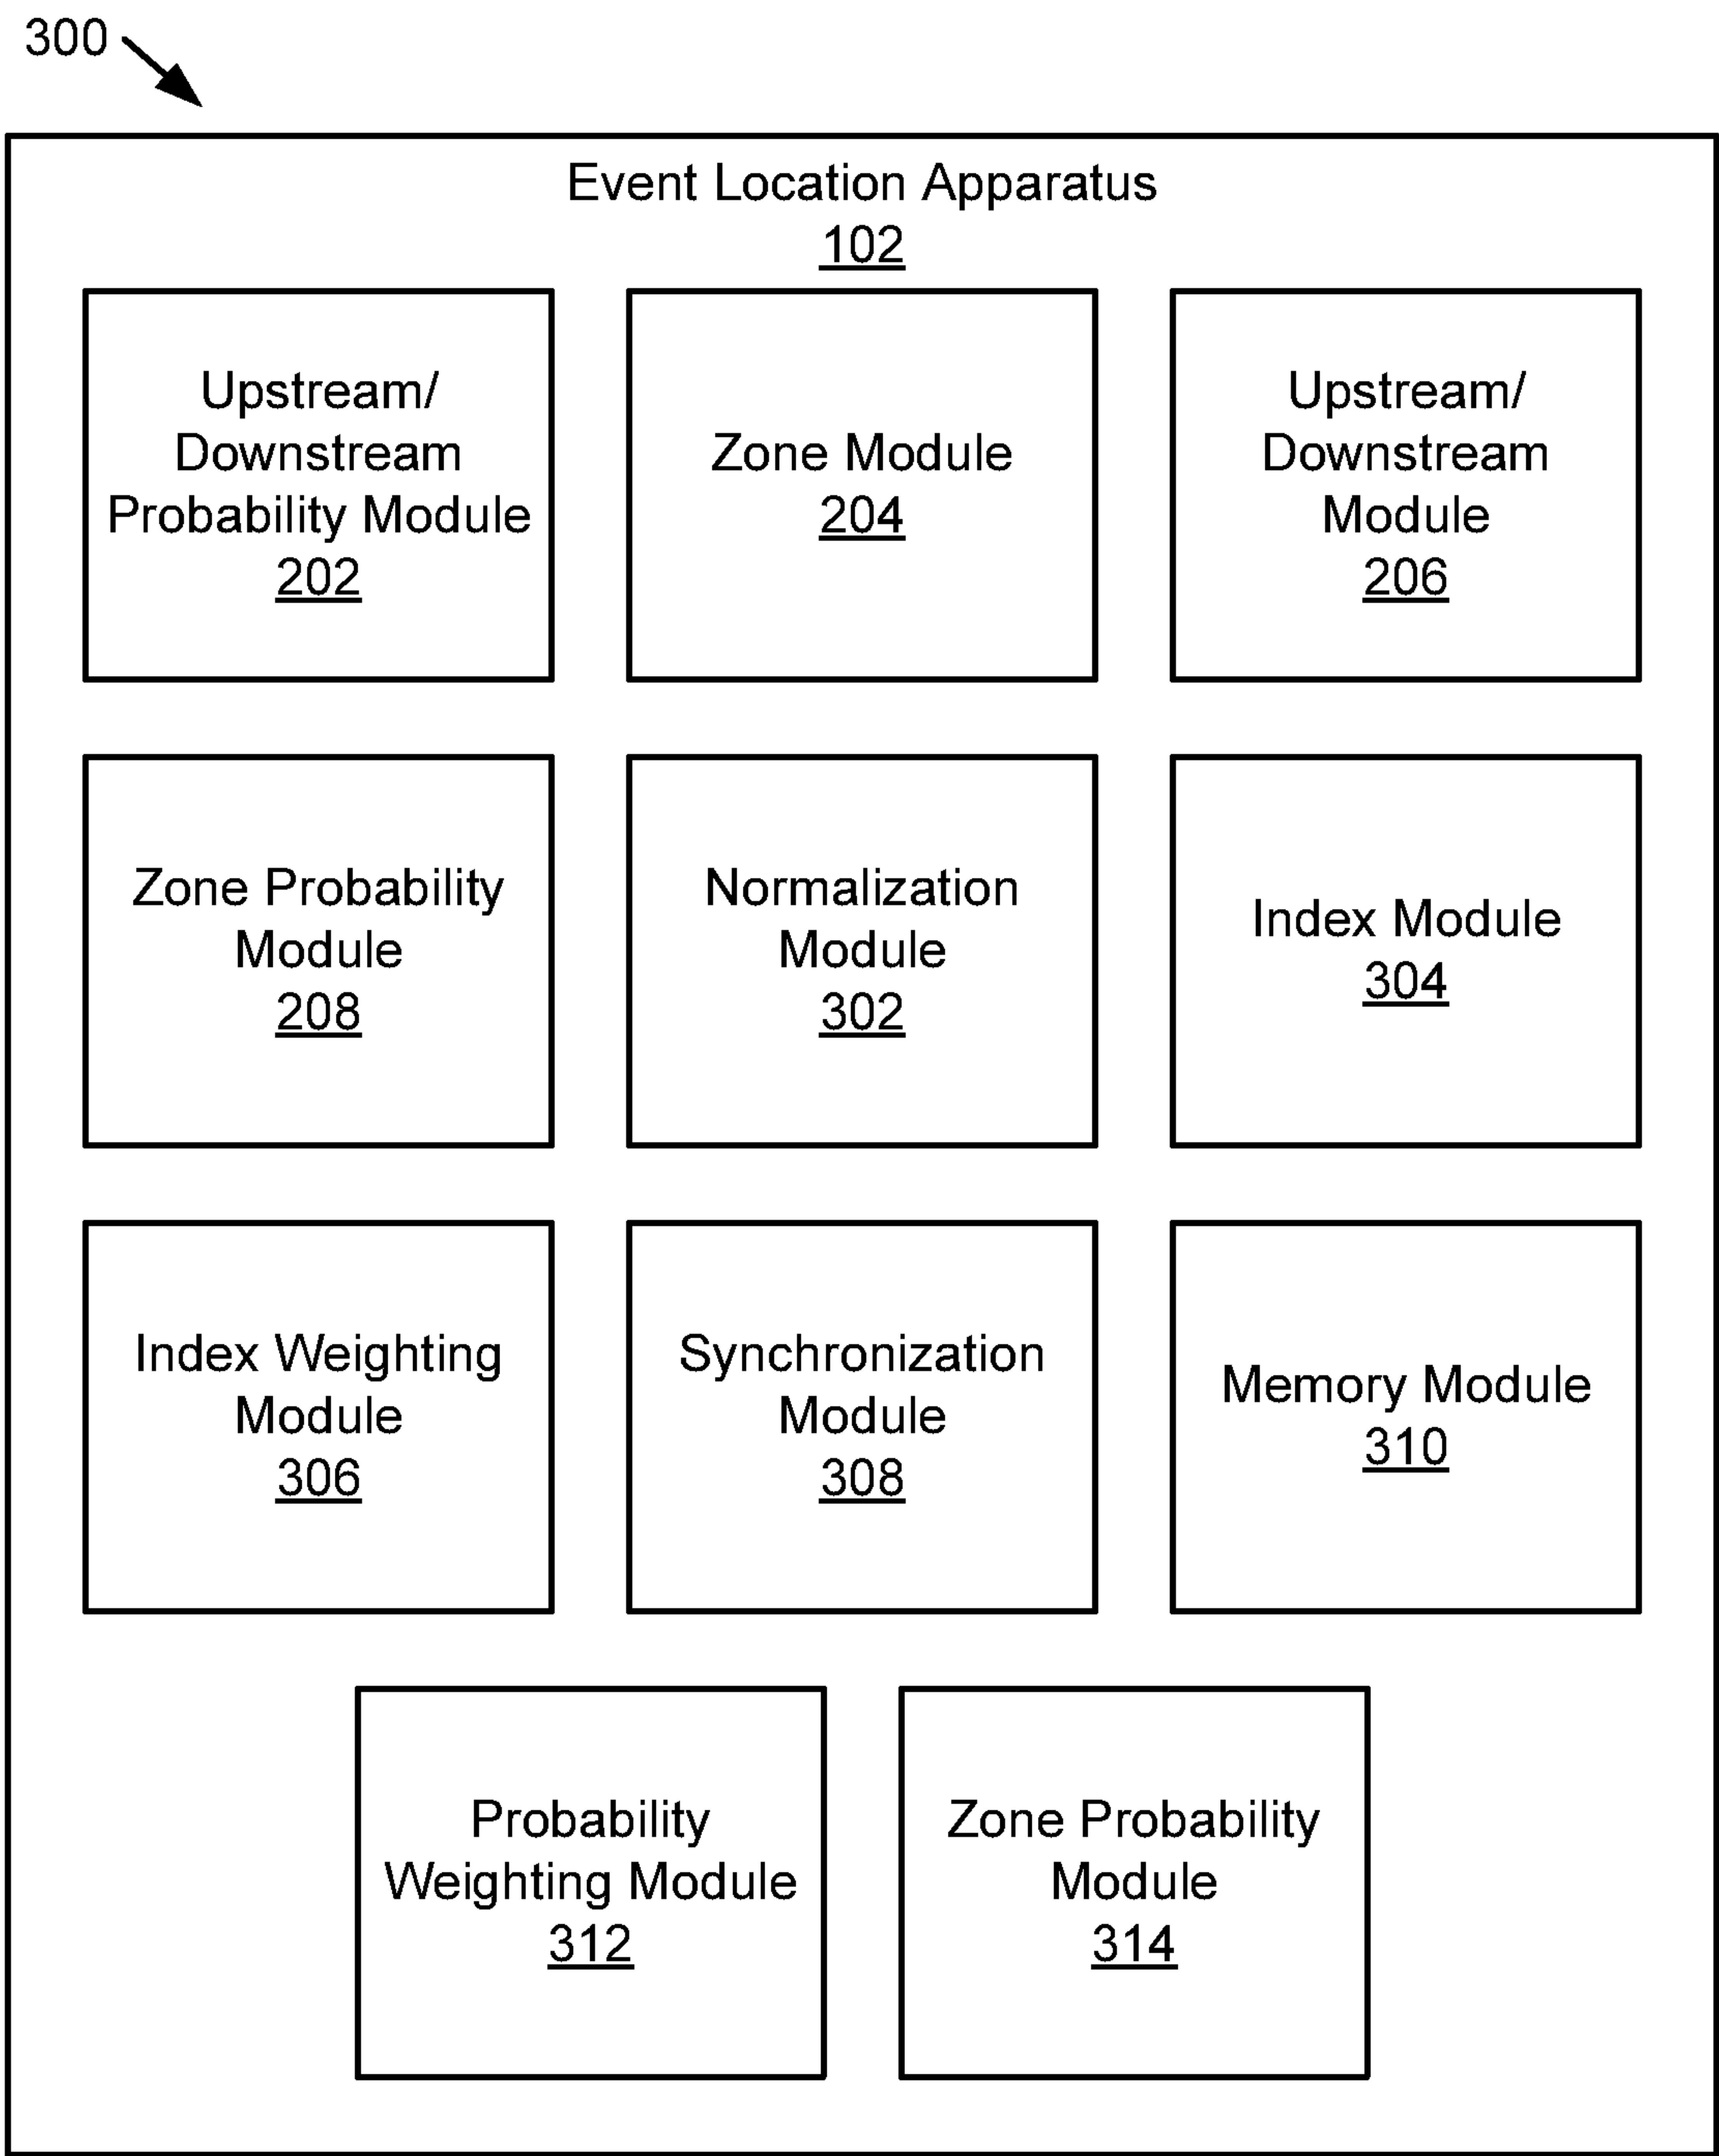 300
Event Location Apparatus
102
Upstream/
Downstream
Probability Module
202
Zone Module
204
Upstream/
Downstream
Module
206
Zone Probability
Module
208
Normalization
Module
302
Index Module
304
Index Weighting
Module
306
Synchronization
Module
308
Memory Module
310
Probability
Weighting Module
312
Zone Probability
Module
314